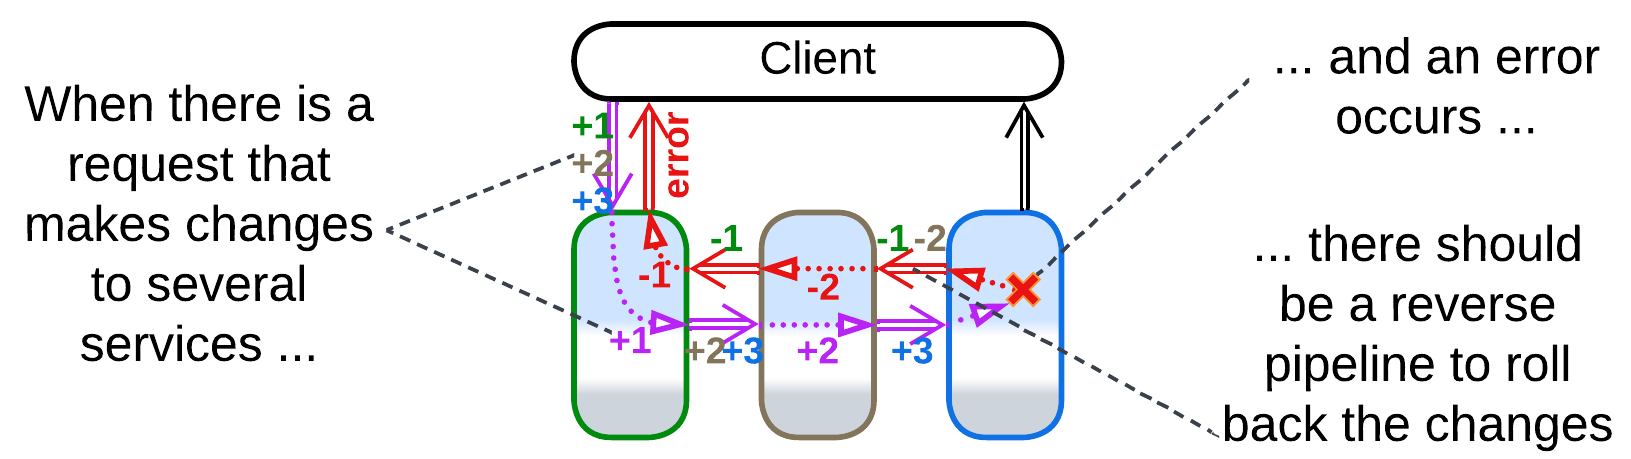 Client
When there is a
request that
makes changes
to several
services ...
... and an error
occurs ...
... there should
be a reverse
pipeline to roll
back the changes
+1
+2
+3
error
-1
-1 -2
-1
-2
+1
+2+3
+2
+3